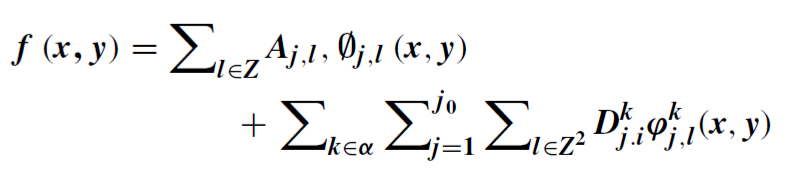 f (x, y) = ∑_{l∈Z} A_{j,l}, ∅_{j,l} (x, y)
+ ∑_{k∈α} ∑_{j=1}^{j_0} ∑_{l∈Z^2} D^k_{j.i} φ^k_{j,l}(x, y)